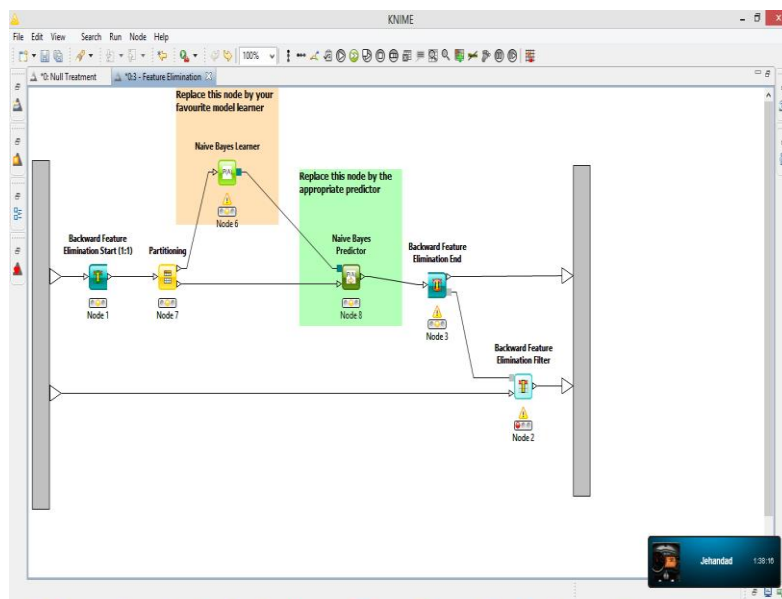 KNIME
File Edit View Search Run Node Help
100%
*0: Null Treatment
*0:3 - Feature Elimination
Replace this node by your
favourite model learner
Naive Bayes Learner
Node 6
Replace this node by the
appropriate predictor
Backward Feature
Elimination Start (1:1)
Node 1
Partitioning
Node 7
Naive Bayes
Predictor
Node 8
Backward Feature
Elimination End
Node 3
Backward Feature
Elimination Filter
Node 2
Jehandad
1:38:16